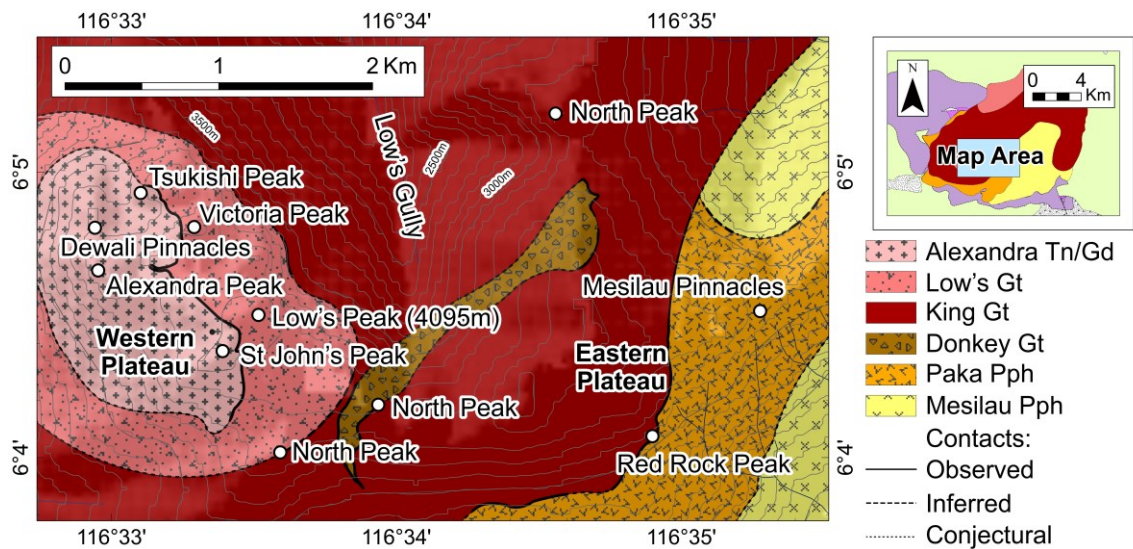 116°33'
116°34'
116°35'
0 1 2 Km
3500m
Low's Gully
2500m
3000m
North Peak
6°5'
6°5'
Tsukishi Peak
Victoria Peak
Dewali Pinnacles
Alexandra Peak
Mesilau Pinnacles
Low's Peak (4095m)
Western
Plateau
St John's Peak
Eastern
Plateau
North Peak
North Peak
Red Rock Peak
6°4'
6°4'
116°33'
116°34'
116°35'
N
0 4
Km
Map Area
Alexandra Tn/Gd
Low's Gt
King Gt
Donkey Gt
Paka Pph
Mesilau Pph
Contacts:
Observed
Inferred
Conjectural